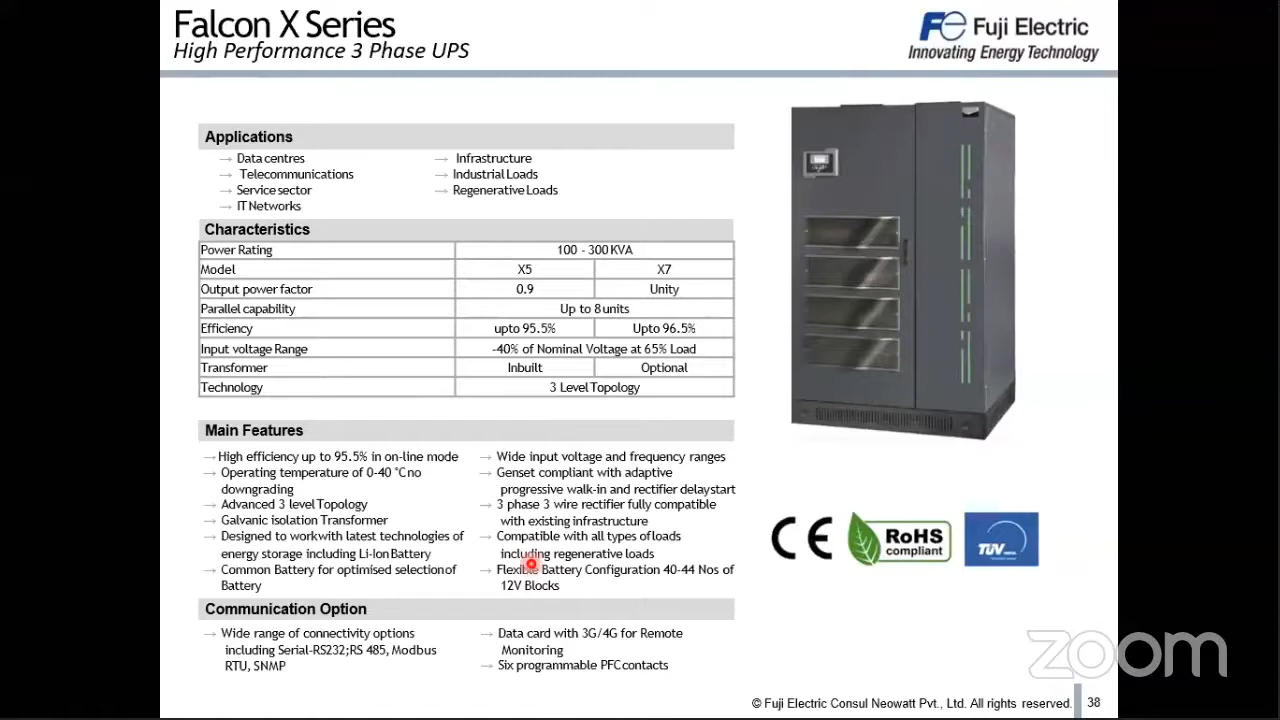 Falcon X Series
High Performance 3 Phase UPS
Fe Fuji Electric
Innovating Energy Technology
Applications
→ Data centres
→ Telecommunications
→ Service sector
→ IT Networks
→ Infrastructure
→ Industrial Loads
→ Regenerative Loads
Characteristics
Power Rating 100 - 300 KVA
Model X5 X7
Output power factor 0.9 Unity
Parallel capability Up to 8 units
Efficiency upto 95.5% Upto 96.5%
Input voltage Range -40% of Nominal Voltage at 65% Load
Transformer Inbuilt Optional
Technology 3 Level Topology
Main Features
→ High efficiency up to 95.5% in on-line mode
→ Operating temperature of 0-40 °C no
downgrading
→ Advanced 3 level Topology
→ Galvanic isolation Transformer
→ Designed to workwith latest technologies of
energy storage including Li-Ion Battery
→ Common Battery for optimised selection of
Battery
→ Wide input voltage and frequency ranges
→ Genset compliant with adaptive
progressive walk-in and rectifier delaystart
→ 3 phase 3 wire rectifier fully compatible
with existing infrastructure
→ Compatible with all types of loads
including regenerative loads
→ Flexible Battery Configuration 40-44 Nos of
12V Blocks
Communication Option
→ Wide range of connectivity options
including Serial-RS232;RS 485, Modbus
RTU, SNMP
→ Data card with 3G/4G for Remote
Monitoring
→ Six programmable PFC contacts
CE
RoHS
compliant
TÜV
zoom
© Fuji Electric Consul Neowatt Pvt., Ltd. All rights reserved. 38